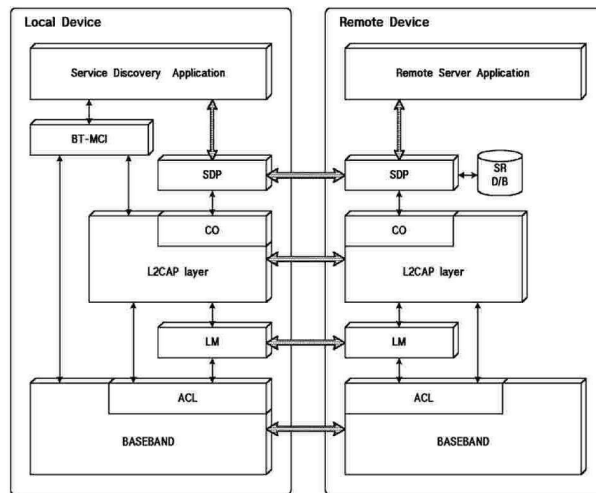 Local Device
Service Discovery Application
BT-MCI
SDP
CO
L2CAP layer
LM
ACL
BASEBAND
Remote Device
Remote Server Application
SDP
SR
D/B
CO
L2CAP layer
LM
ACL
BASEBAND